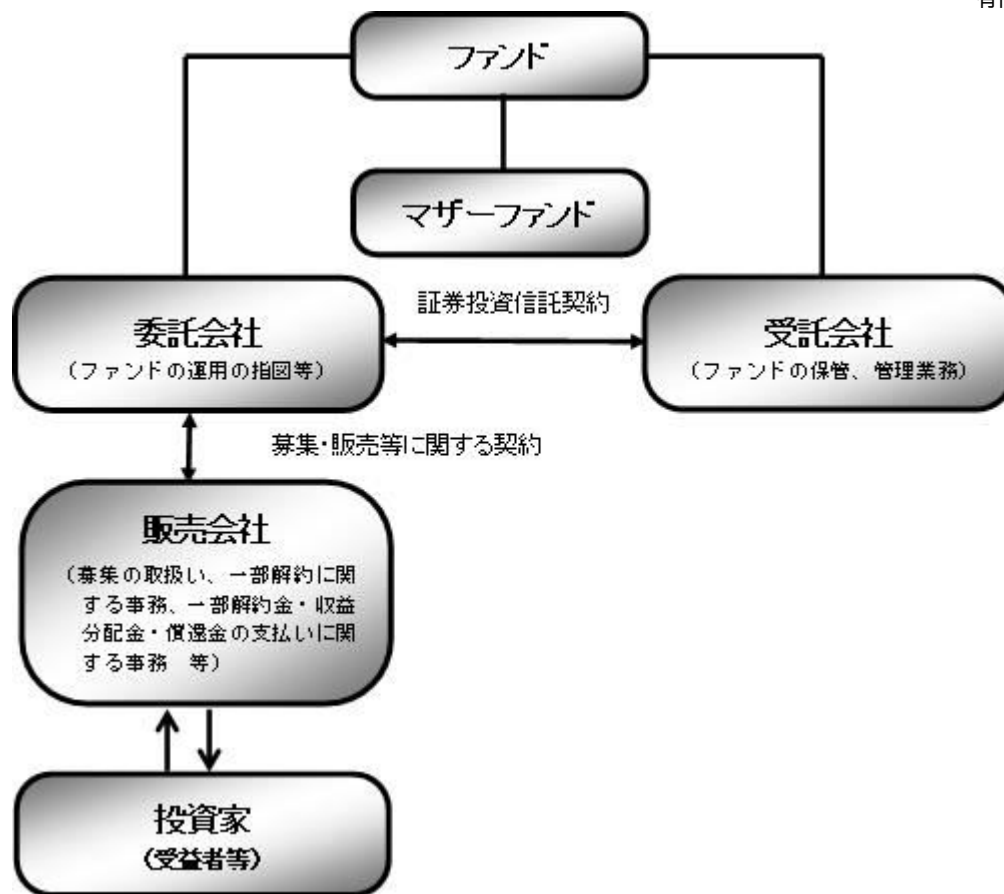 ファンド
マザーファンド
証券投資信託契約
委託会社
(ファンドの運用の指図等)
受託会社
(ファンドの保管、管理業務)
募集・販売等に関する契約
販売会社
(募集の取扱い、一部解約に関
する事務、一部解約金・収益
分配金・償還金の支払いに関
する事務 等)
投資家
(受益者等)